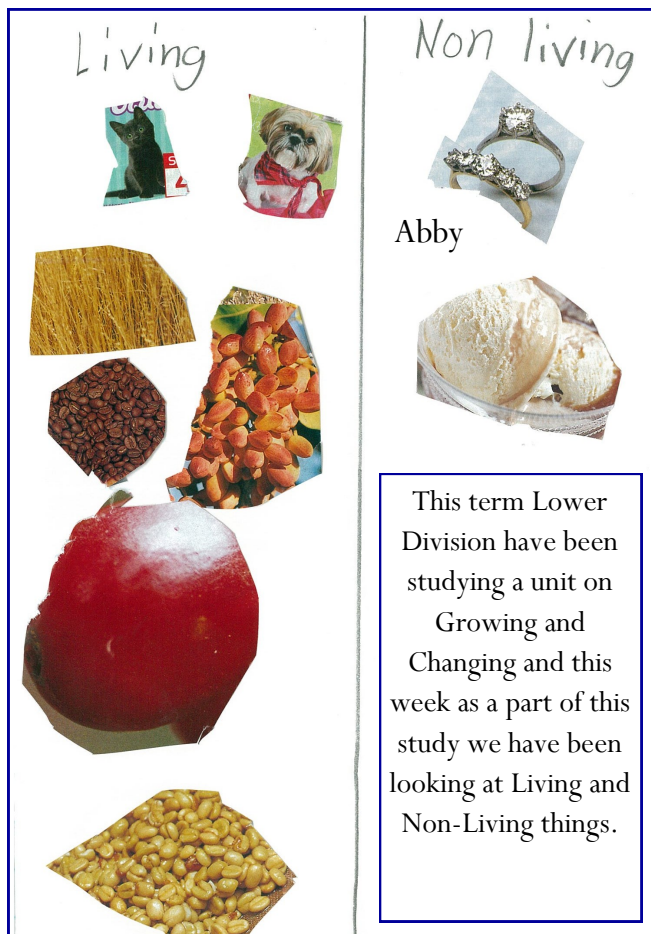 Living
Non living
Abby
This term Lower
Division have been
studying a unit on
Growing and
Changing and this
week as a part of this
study we have been
looking at Living and
Non-Living things.